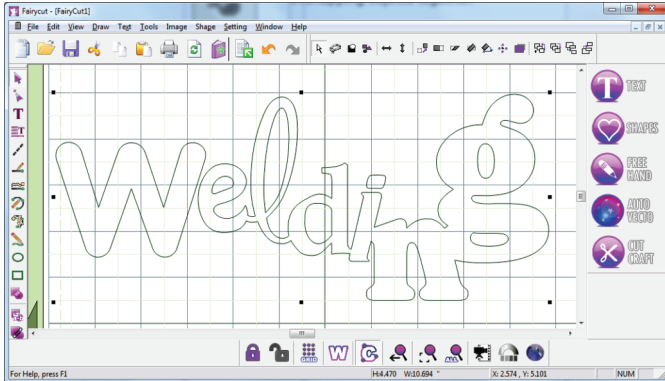 Fairycut - [FairyCut1]
File Edit View Draw Text Tools Image Shape Setting Window Help
T
T
T
TEXT
Welding
SHAPES
FREE
HAND
AUTO
VECTO
CUT
CRAFT
W
For Help, press F1
H:4.470 W:10.694 "
X: 2.574 , Y: 5.101
NUM